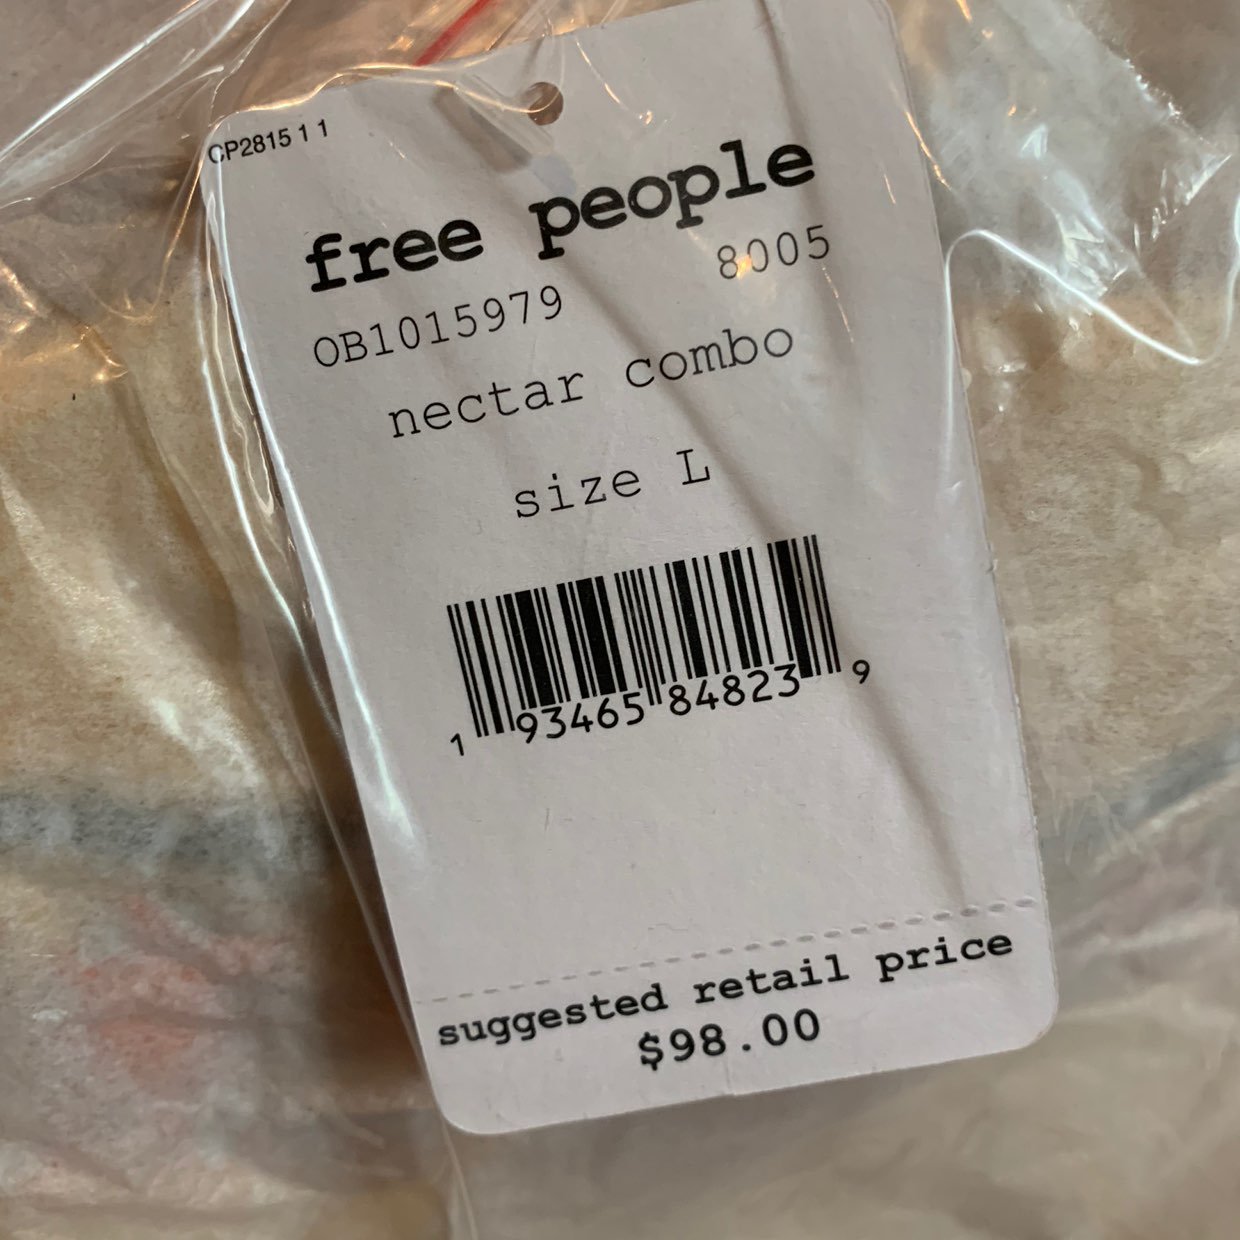 CP2815 1 1
free people
OB1015979 8005
nectar combo
size L
1 93465 84823 9
suggested retail price
$98.00